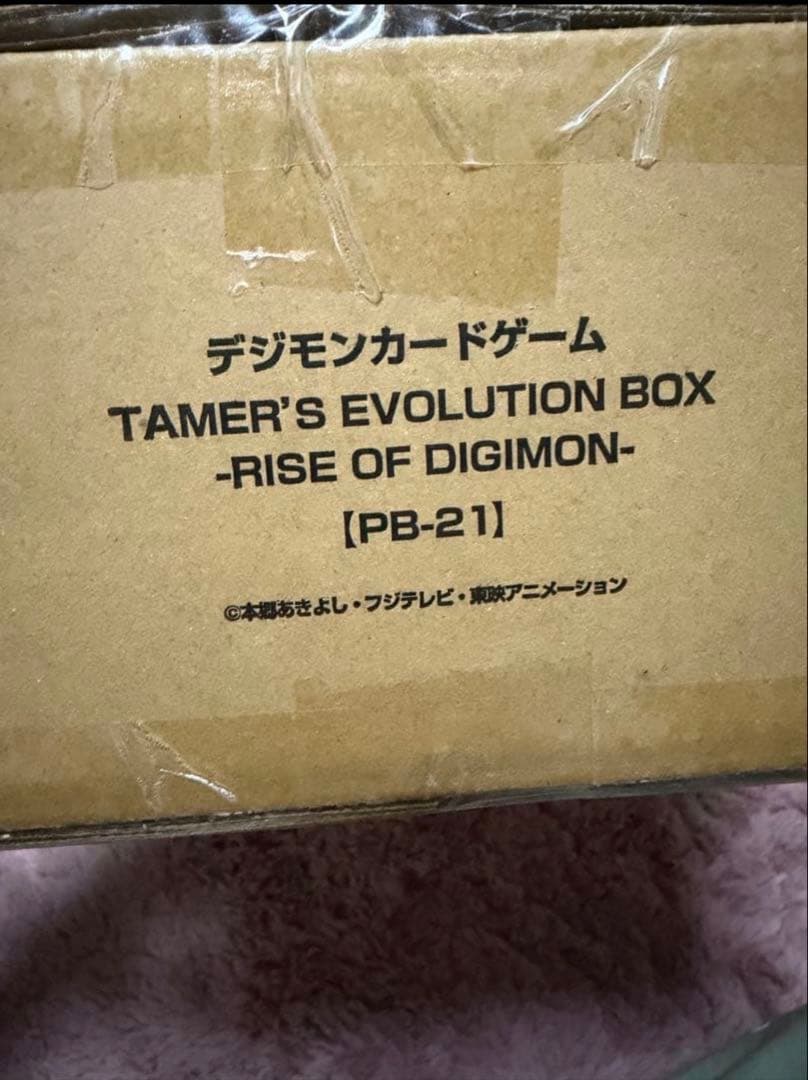 デジモンカードゲーム
TAMER'S EVOLUTION BOX
-RISE OF DIGIMON-
【PB-21】
©本郷あきよし・フジテレビ・東映アニメーション